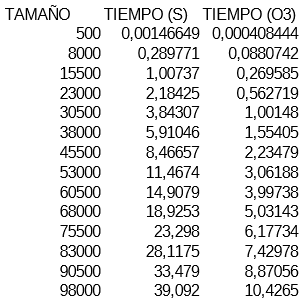 TAMAÑO TIEMPO (S) TIEMPO (O3)
500 0,00146649 0,000408444
8000 0,289771 0,0880742
15500 1,00737 0,269585
23000 2,18425 0,562719
30500 3,84307 1,00148
38000 5,91046 1,55405
45500 8,46657 2,23479
53000 11,4674 3,06188
60500 14,9079 3,99738
68000 18,9253 5,03143
75500 23,298 6,17734
83000 28,1175 7,42978
90500 33,479 8,87056
98000 39,092 10,4265